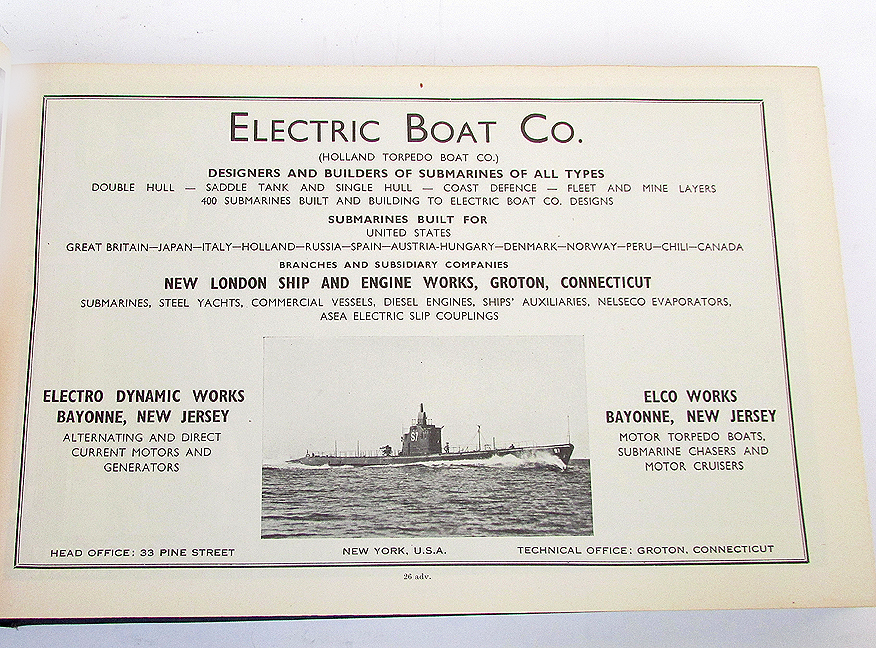 ELECTRIC BOAT CO.
(HOLLAND TORPEDO BOAT CO.)
DESIGNERS AND BUILDERS OF SUBMARINES OF ALL TYPES
DOUBLE HULL — SADDLE TANK AND SINGLE HULL — COAST DEFENCE — FLEET AND MINE LAYERS
400 SUBMARINES BUILT AND BUILDING TO ELECTRIC BOAT CO. DESIGNS
SUBMARINES BUILT FOR
UNITED STATES
GREAT BRITAIN—JAPAN—ITALY—HOLLAND—RUSSIA—SPAIN—AUSTRIA-HUNGARY—DENMARK—NORWAY—PERU—CHILI—CANADA
BRANCHES AND SUBSIDIARY COMPANIES
NEW LONDON SHIP AND ENGINE WORKS, GROTON, CONNECTICUT
SUBMARINES, STEEL YACHTS, COMMERCIAL VESSELS, DIESEL ENGINES, SHIPS' AUXILIARIES, NELSECO EVAPORATORS,
ASEA ELECTRIC SLIP COUPLINGS
ELECTRO DYNAMIC WORKS
BAYONNE, NEW JERSEY
ALTERNATING AND DIRECT
CURRENT MOTORS AND
GENERATORS
ELCO WORKS
BAYONNE, NEW JERSEY
MOTOR TORPEDO BOATS,
SUBMARINE CHASERS AND
MOTOR CRUISERS
HEAD OFFICE: 33 PINE STREET NEW YORK, U.S.A. TECHNICAL OFFICE: GROTON, CONNECTICUT
26 adv.